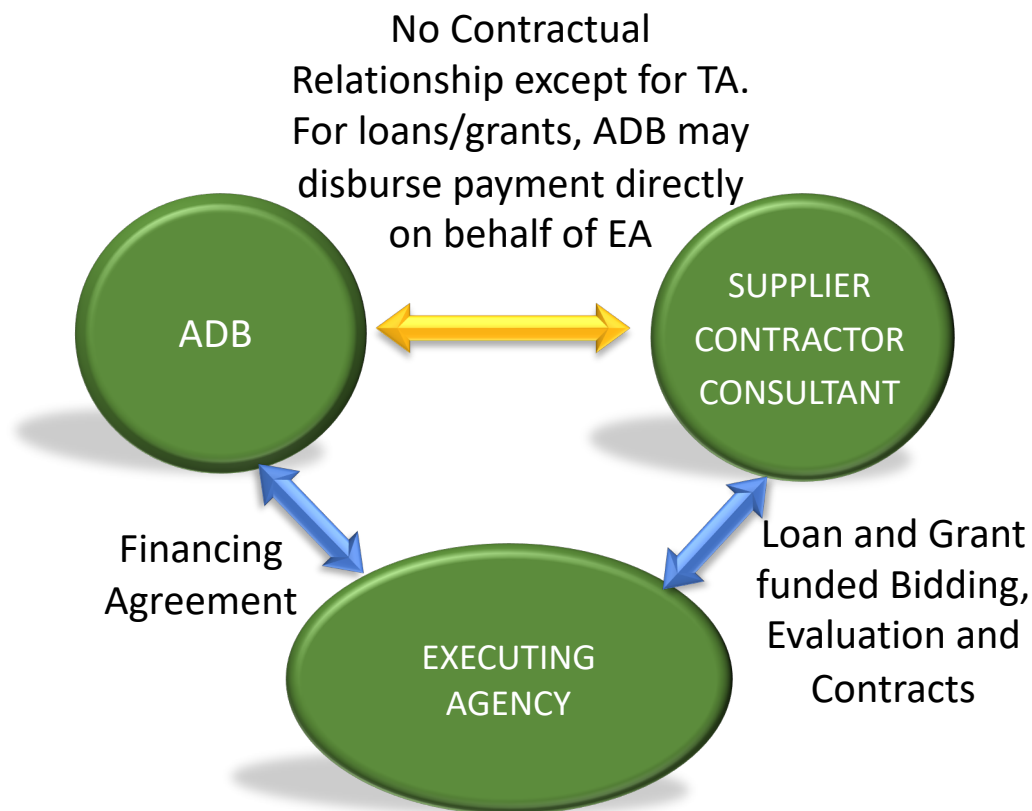 No Contractual
Relationship except for TA.
For loans/grants, ADB may
disburse payment directly
on behalf of EA
ADB
SUPPLIER
CONTRACTOR
CONSULTANT
Financing
Agreement
Loan and Grant
funded Bidding,
Evaluation and
Contracts
EXECUTING
AGENCY